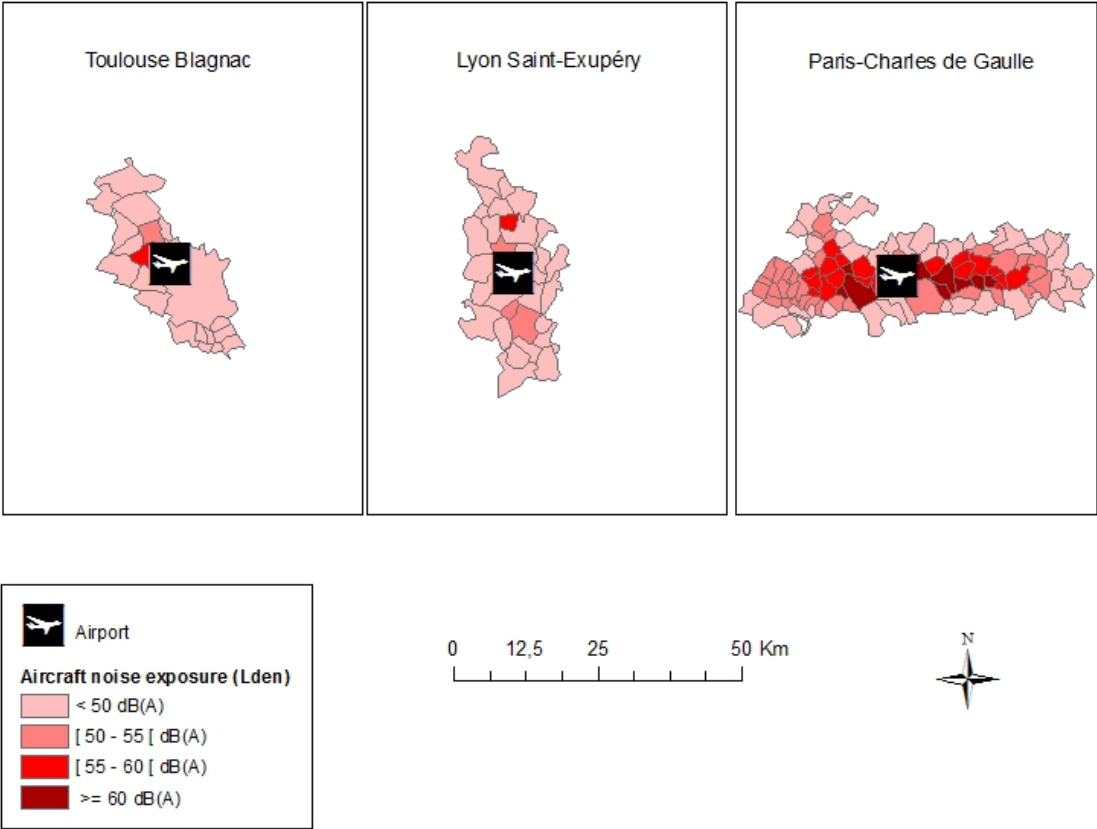 Toulouse Blagnac
Lyon Saint-Exupéry
Paris-Charles de Gaulle
Airport
Aircraft noise exposure (Lden)
< 50 dB(A)
[ 50 - 55 [ dB(A)
[ 55 - 60 [ dB(A)
>= 60 dB(A)
0 12,5 25 50 Km
N